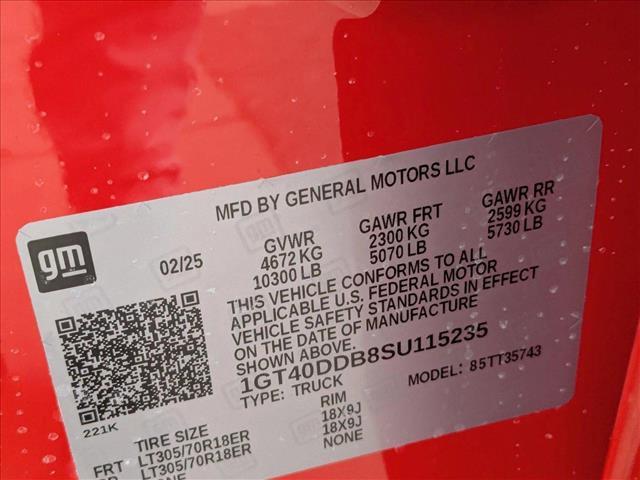 MFD BY GENERAL MOTORS LLC
gm
02/25
GVWR
4672 KG
10300 LB
GAWR FRT
2300 KG
5070 LB
GAWR RR
2599 KG
5730 LB
THIS VEHICLE CONFORMS TO ALL
APPLICABLE U.S. FEDERAL MOTOR
VEHICLE SAFETY STANDARDS IN EFFECT
ON THE DATE OF MANUFACTURE
SHOWN ABOVE.
1GT40DDB8SU115235
TYPE: TRUCK
MODEL: 85TT35743
221K
TIRE SIZE
RIM
FRT LT305/70R18ER 18X9J
LT305/70R18ER 18X9J
NONE